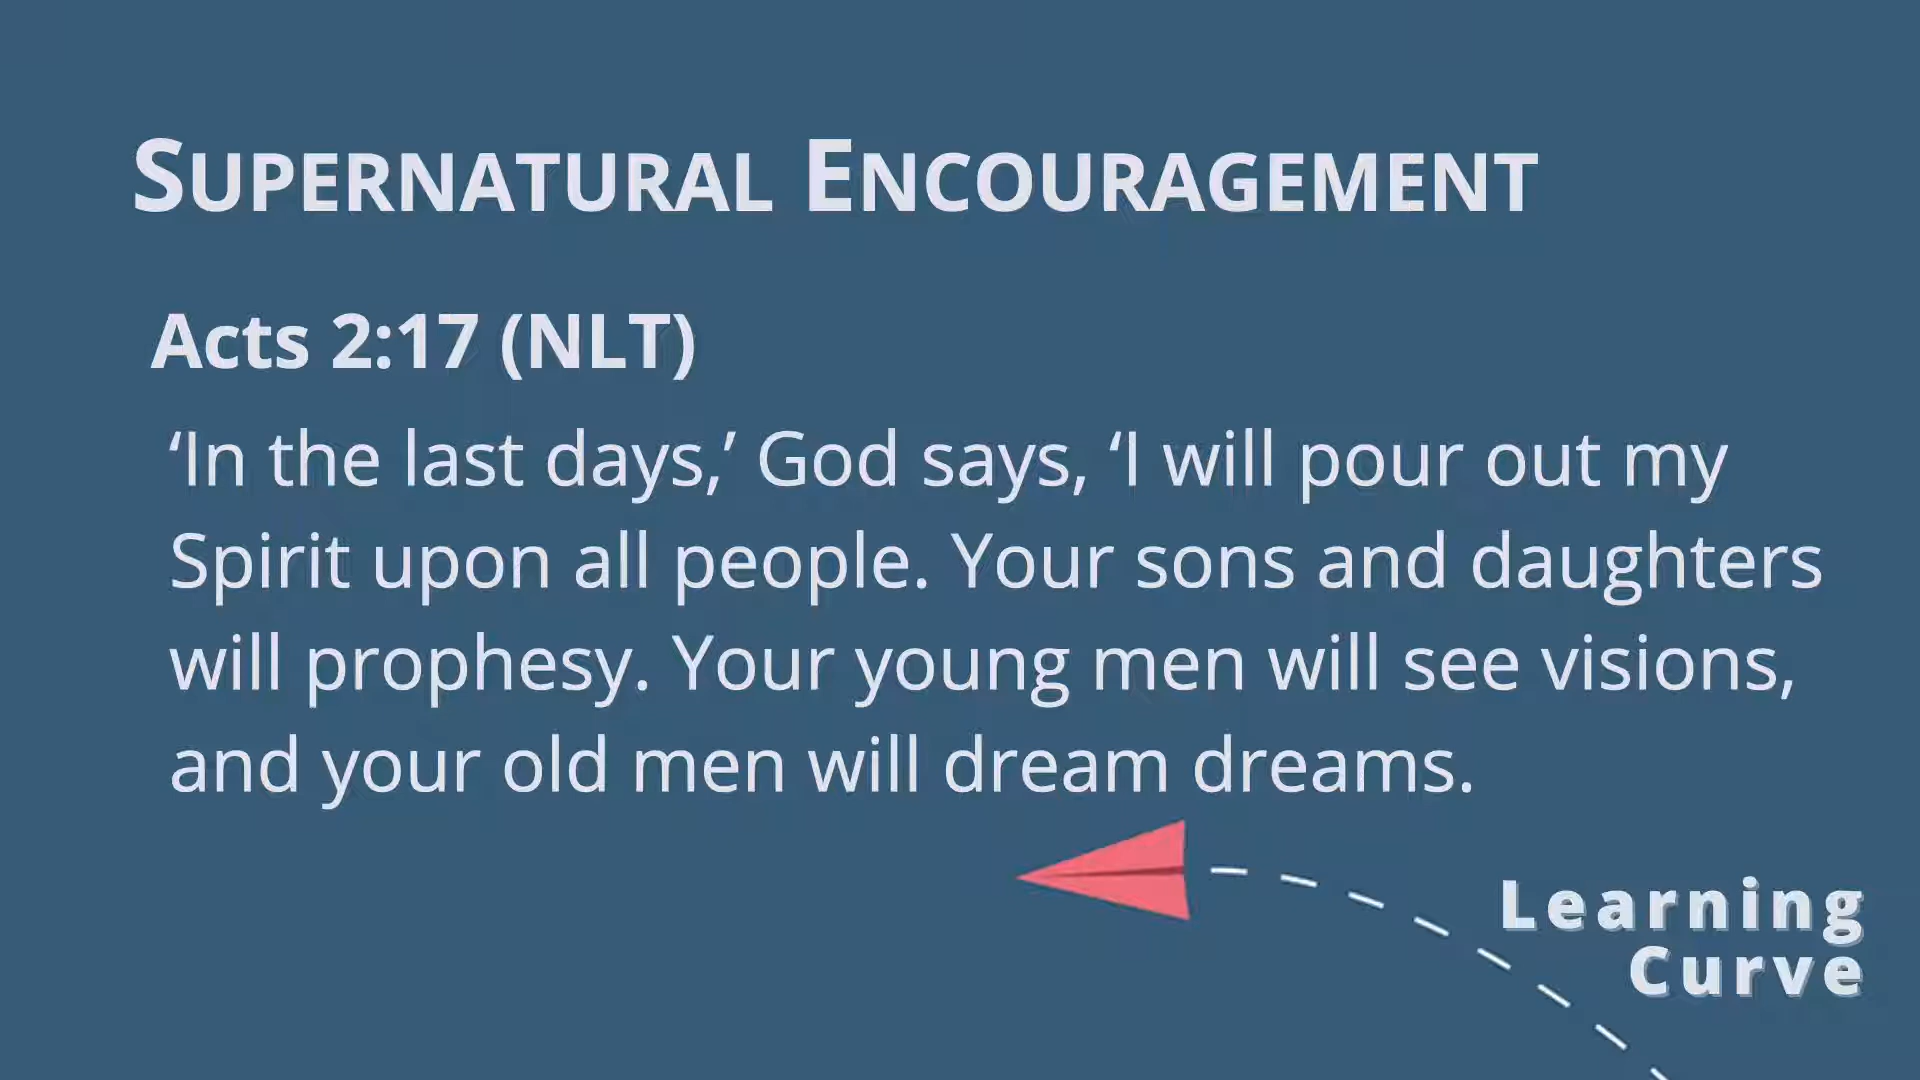 SUPERNATURAL ENCOURAGEMENT
Acts 2:17 (NLT)
‘In the last days,’ God says, ‘I will pour out my
Spirit upon all people. Your sons and daughters
will prophesy. Your young men will see visions,
and your old men will dream dreams.
Learning
Curve